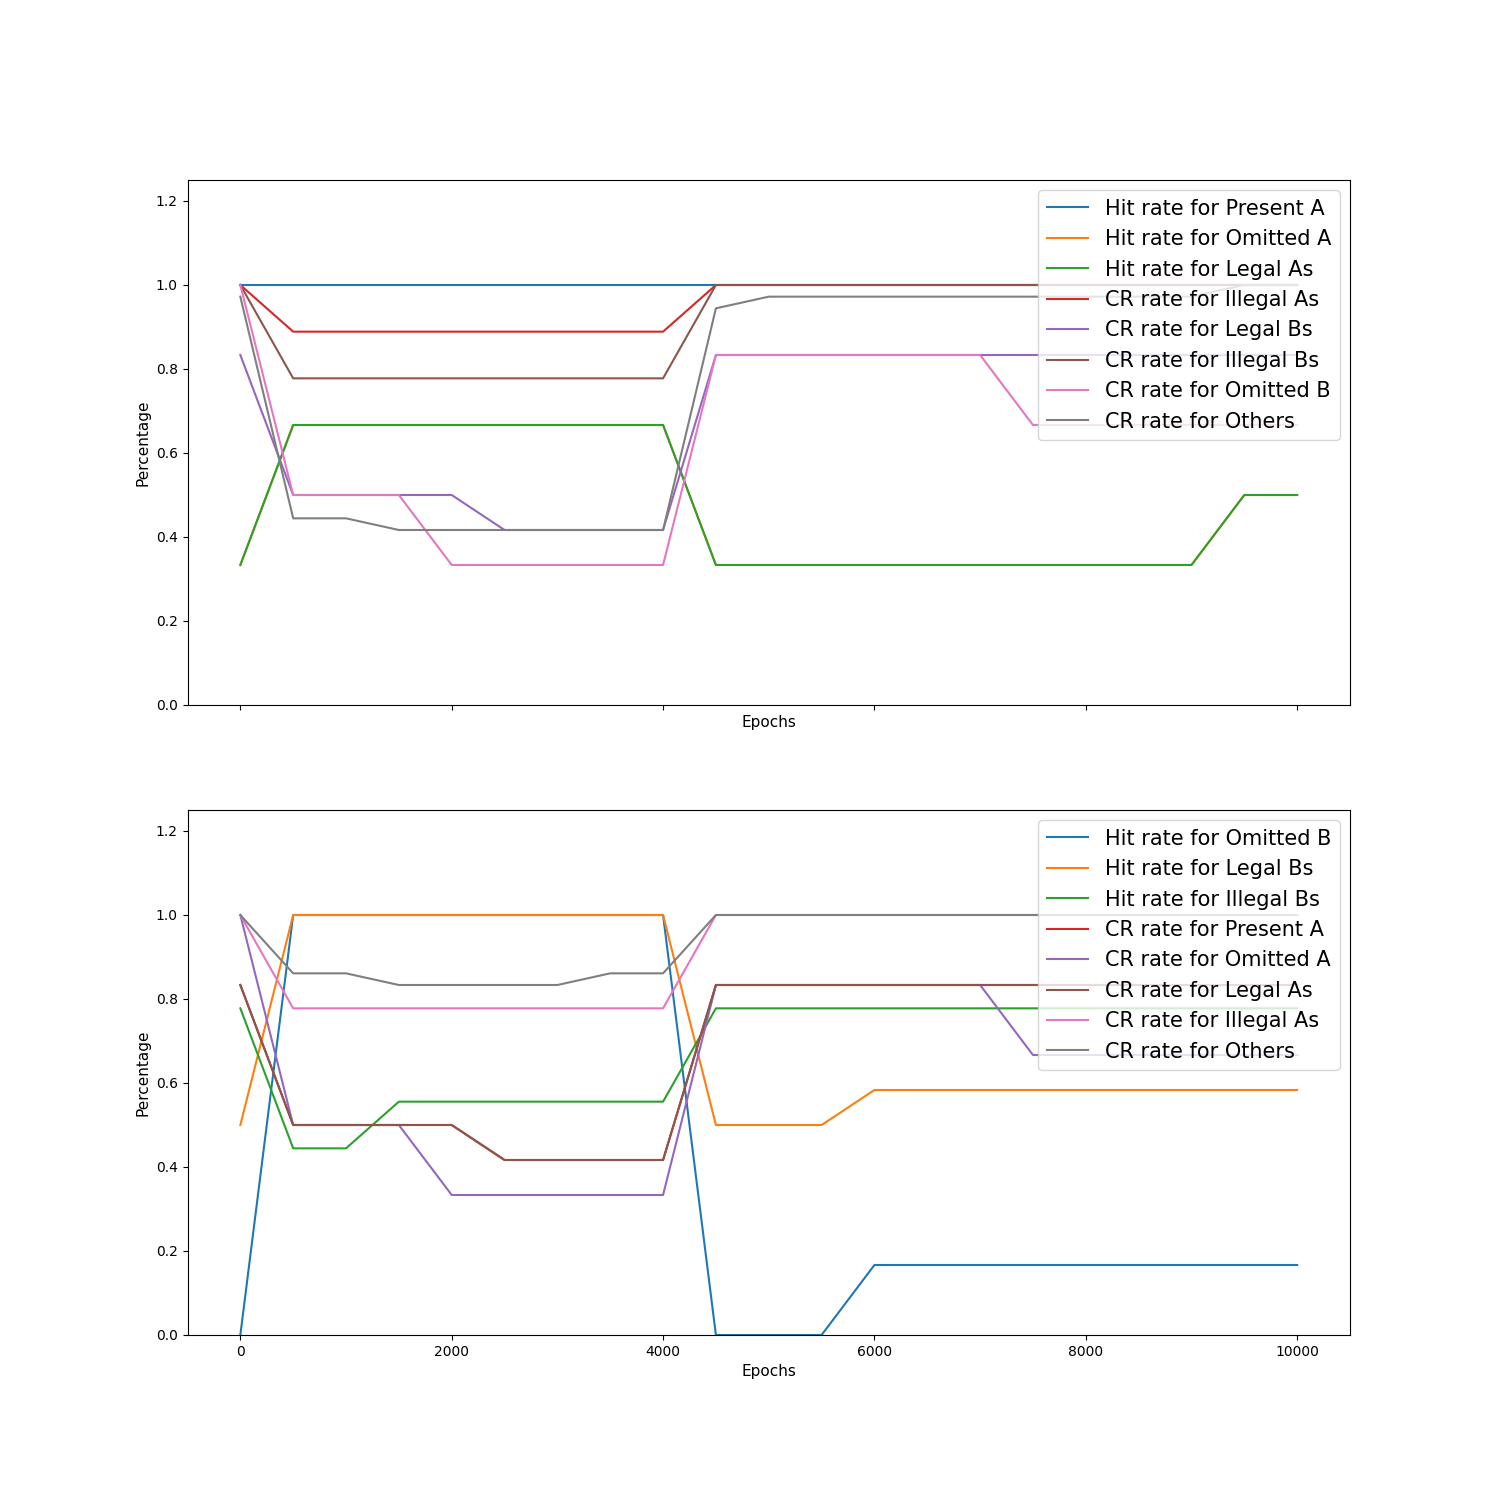 1.2
1.0
0.8
0.6
0.4
0.2
0.0
Percentage
Epochs
Hit rate for Present A
Hit rate for Omitted A
Hit rate for Legal As
CR rate for Illegal As
CR rate for Legal Bs
CR rate for Illegal Bs
CR rate for Omitted B
CR rate for Others
1.2
1.0
0.8
0.6
0.4
0.2
0.0
Percentage
0 2000 4000 6000 8000 10000
Epochs
Hit rate for Omitted B
Hit rate for Legal Bs
Hit rate for Illegal Bs
CR rate for Present A
CR rate for Omitted A
CR rate for Legal As
CR rate for Illegal As
CR rate for Others